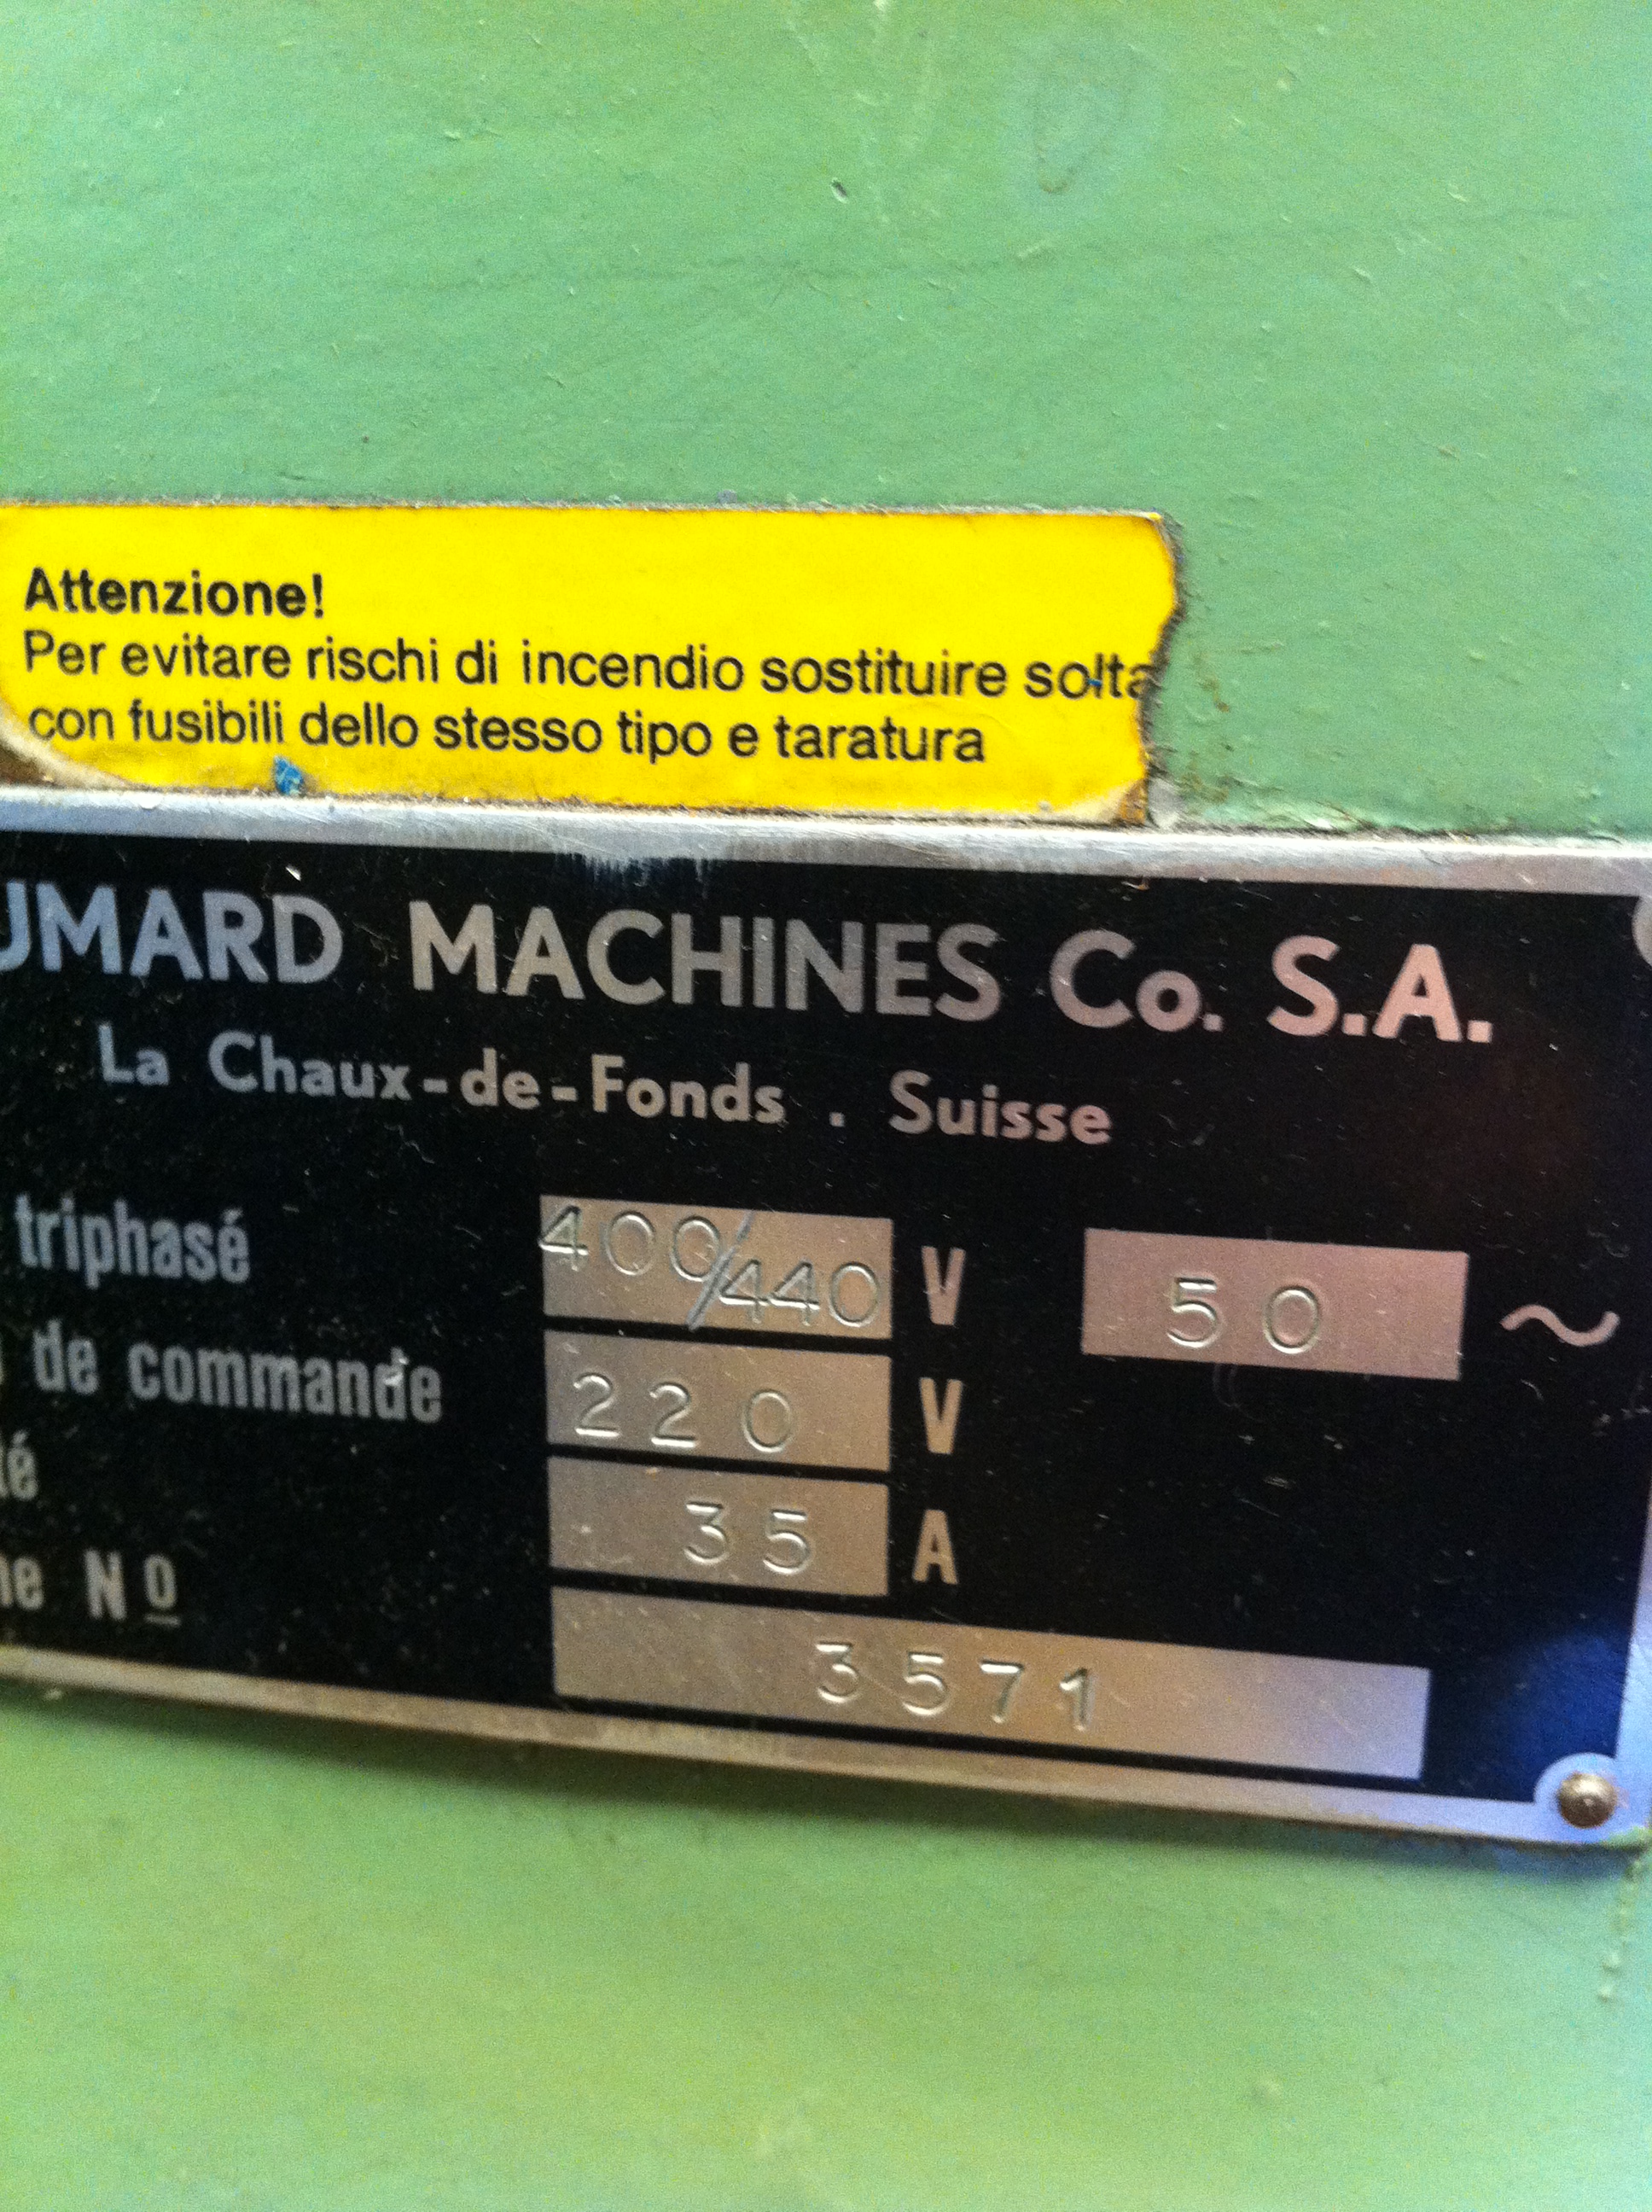 Attenzione!
Per evitare rischi di incendio sostituire solta
con fusibili dello stesso tipo e taratura
UMARD MACHINES Co. S.A.
La Chaux-de-Fonds . Suisse
triphasé 400/440 V 50 ~
de commande 220 V
té 35 A
ne Nº 3571